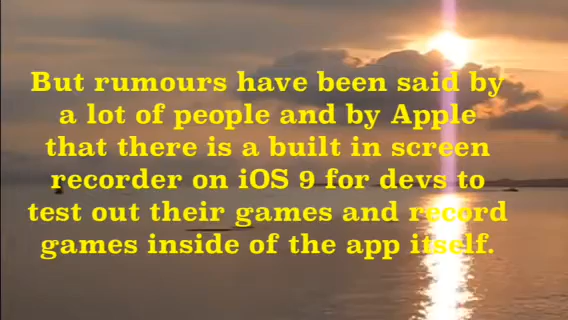 But rumours have been said by
a lot of people and by Apple
that there is a built in screen
recorder on iOS 9 for devs to
test out their games and record
games inside of the app itself.